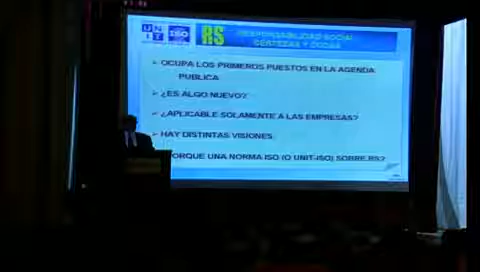 UNIT ISO RS RESPONSABILIDAD SOCIAL
CERTEZAS Y DUDAS
OCUPA LOS PRIMEROS PUESTOS EN LA AGENDA
PUBLICA
¿ES ALGO NUEVO?
¿APLICABLE SOLAMENTE A LAS EMPRESAS?
HAY DISTINTAS VISIONES
PORQUE UNA NORMA ISO (O UNIT-ISO) SOBRE RS?